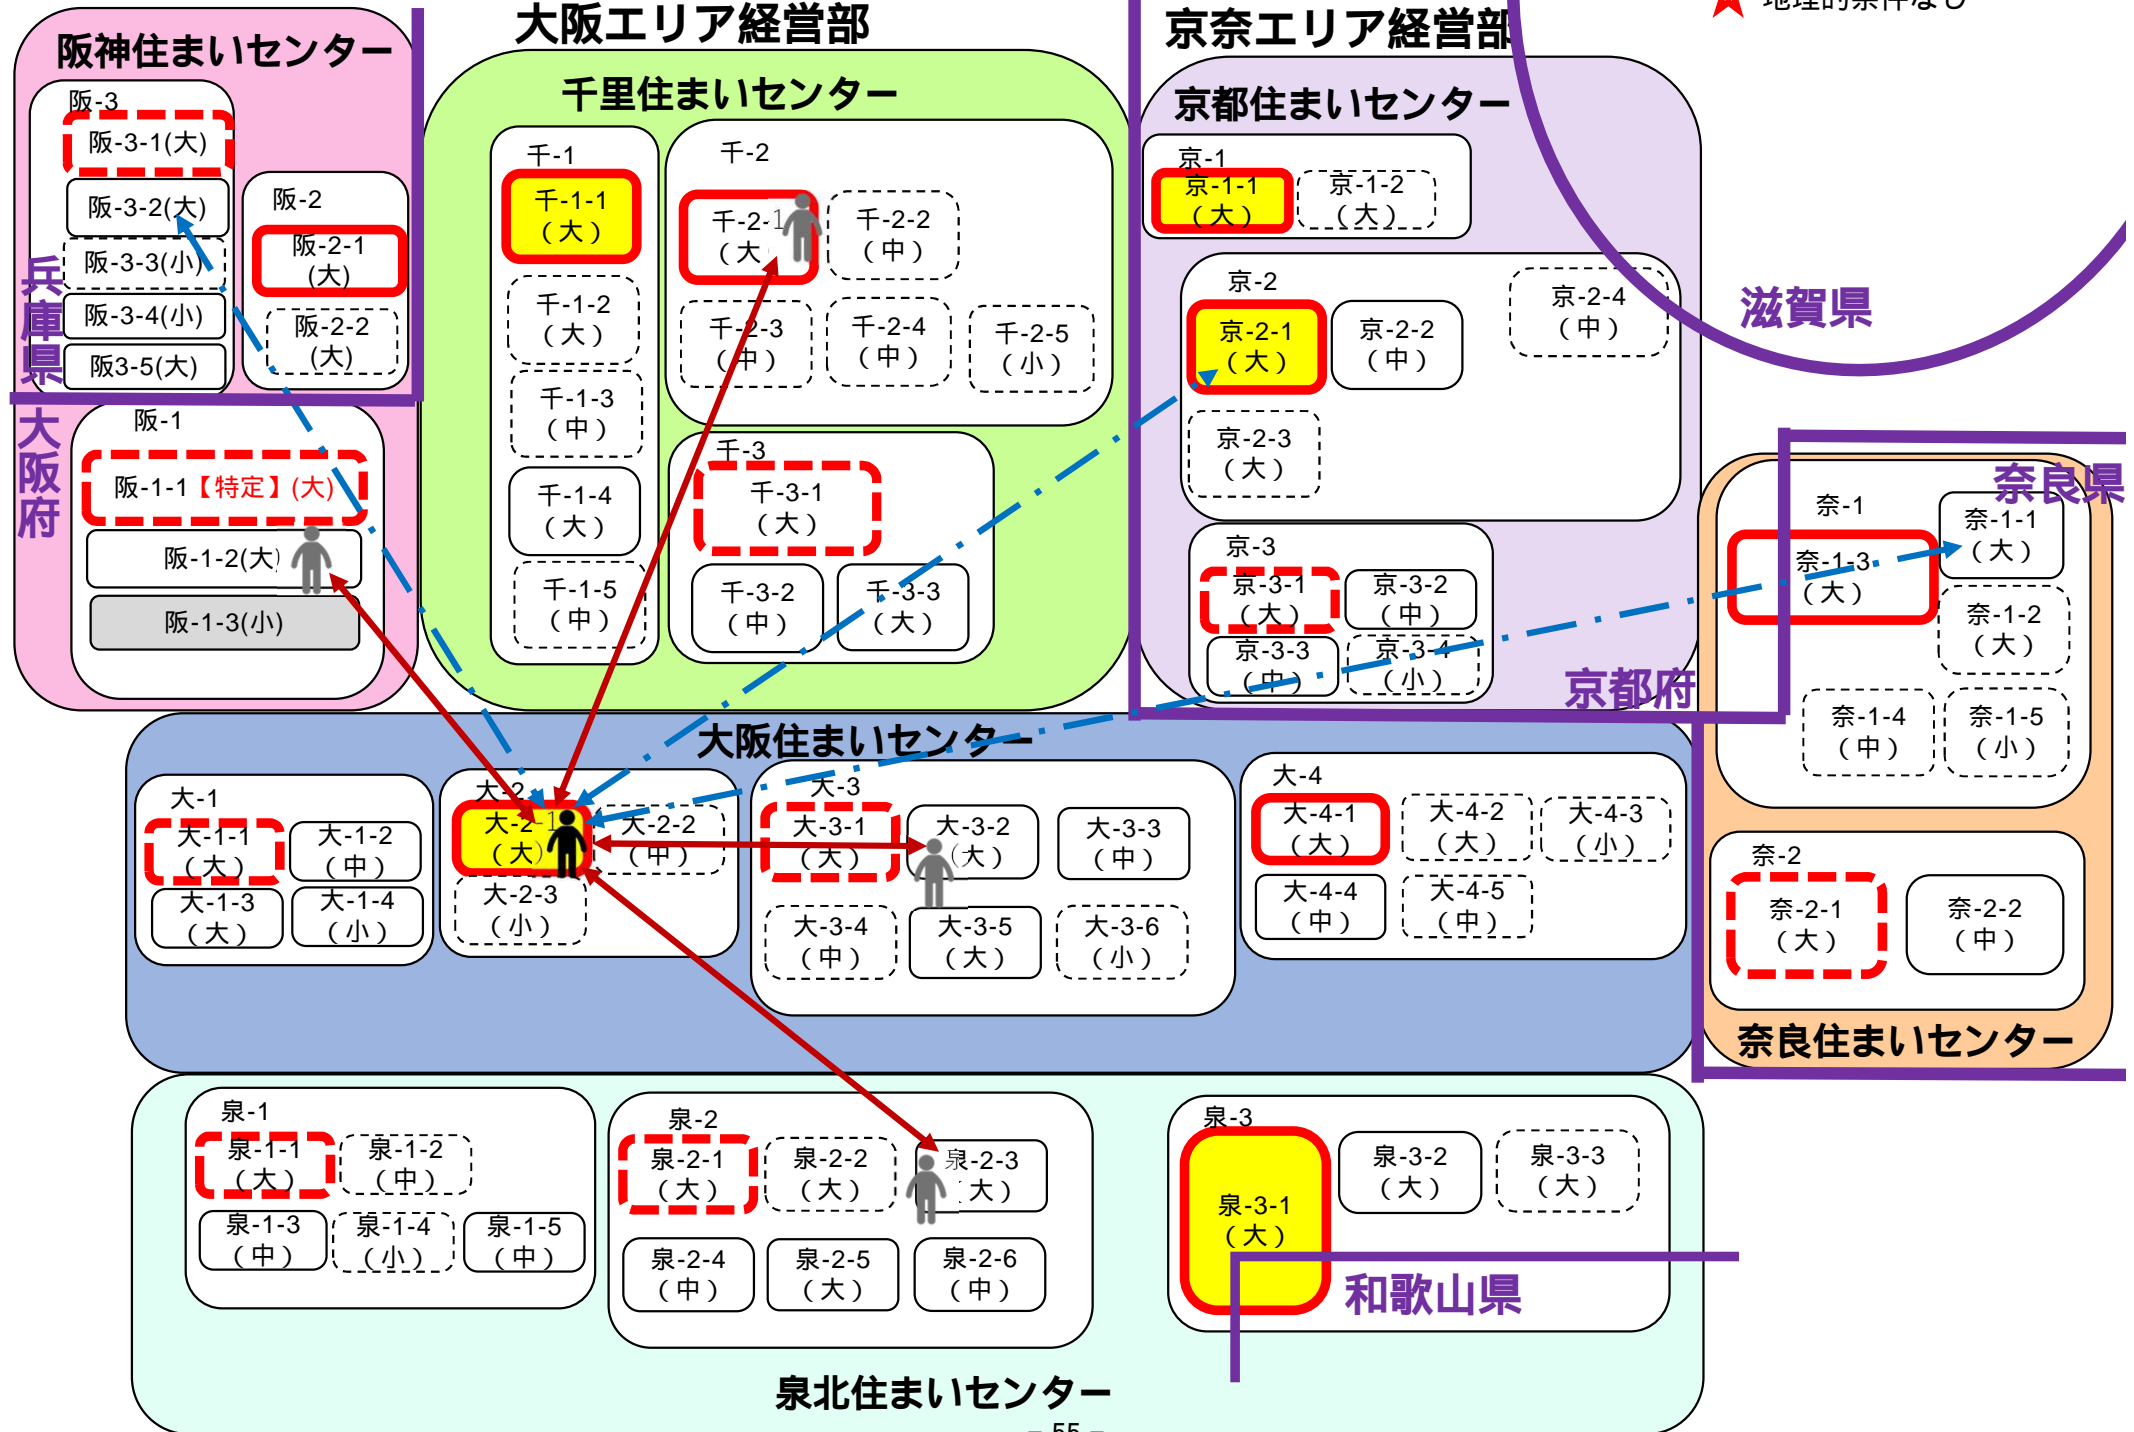 大阪エリア経営部
京奈エリア経営部
地理的条件なし
阪神住まいセンター
阪-3
阪-3-1(大)
阪-3-2(大)
阪-3-3(小)
阪-3-4(小)
阪3-5(大)
阪-2
阪-2-1
(大)
阪-2-2
(大)
兵庫県
大阪府
阪-1
阪-1-1【特定】(大)
阪-1-2(大)
阪-1-3(小)
千里住まいセンター
千-1
千-1-1
（大）
千-1-2
（大）
千-1-3
（中）
千-1-4
（大）
千-1-5
（中）
千-2
千-2-1
（大
千-2-2
（中）
千-2-3
（中）
千-2-4
（中）
千-2-5
（小）
千-3
千-3-1
（大）
千-3-2
（中）
千-3-3
（大）
京都住まいセンター
京-1
京-1-1
（大）
京-1-2
（大）
京-2
京-2-1
（大）
京-2-2
（中）
京-2-4
（中）
京-2-3
（大）
京-3
京-3-1
（大）
京-3-2
（中）
京-3-3
（中）
京-3-4
（小）
京都府
滋賀県
奈良県
奈-1
奈-1-1
（大）
奈-1-3
（大）
奈-1-2
（大）
奈-1-4
（中）
奈-1-5
（小）
奈-2
奈-2-1
（大）
奈-2-2
（中）
奈良住まいセンター
大阪住まいセンター
大-1
大-1-1
（大）
大-1-2
（中）
大-1-3
（大）
大-1-4
（小）
大-2
大-2-1
（大）
大-2-2
（中）
大-2-3
（小）
大-3
大-3-1
（大）
大-3-2
（大）
大-3-3
（中）
大-3-4
（中）
大-3-5
（大）
大-3-6
（小）
大-4
大-4-1
（大）
大-4-2
（大）
大-4-3
（小）
大-4-4
（中）
大-4-5
（中）
泉-1
泉-1-1
（大）
泉-1-2
（中）
泉-1-3
（中）
泉-1-4
（小）
泉-1-5
（中）
泉-2
泉-2-1
（大）
泉-2-2
（大）
泉-2-3
大）
泉-2-4
（中）
泉-2-5
（大）
泉-2-6
（中）
泉-3
泉-3-1
（大）
泉-3-2
（大）
泉-3-3
（大）
和歌山県
泉北住まいセンター
- 55 -